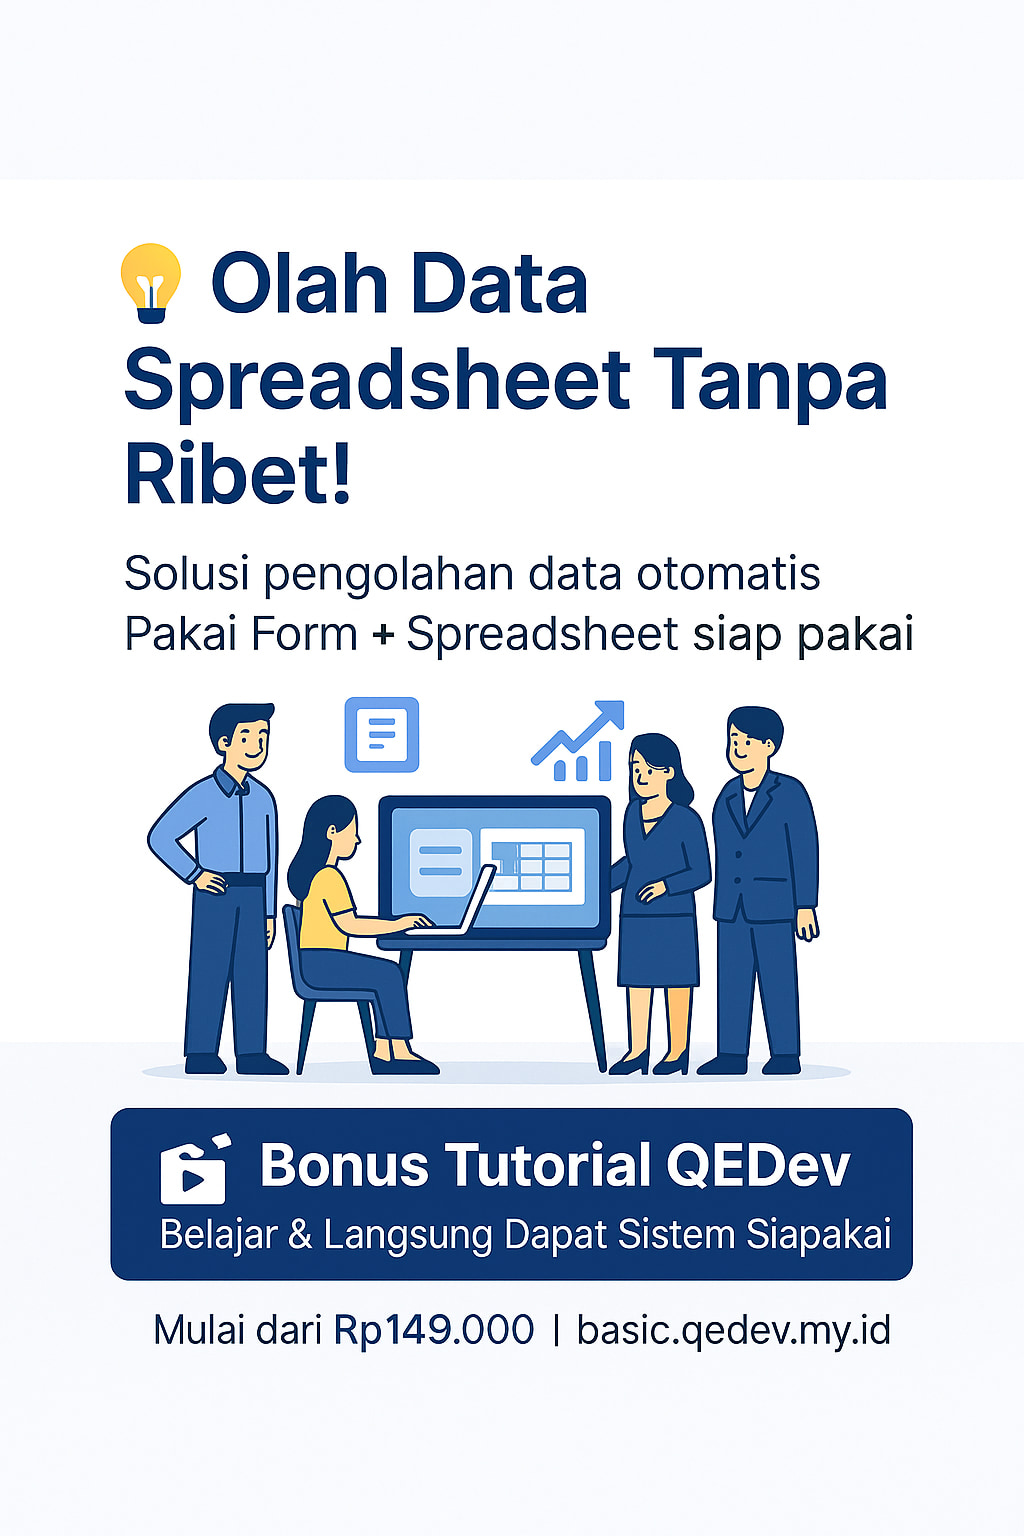 Olah Data
Spreadsheet Tanpa
Ribet!
Solusi pengolahan data otomatis
Pakai Form + Spreadsheet siap pakai
Bonus Tutorial QEDev
Belajar & Langsung Dapat Sistem Siapakai
Mulai dari Rp149.000 | basic.qedev.my.id